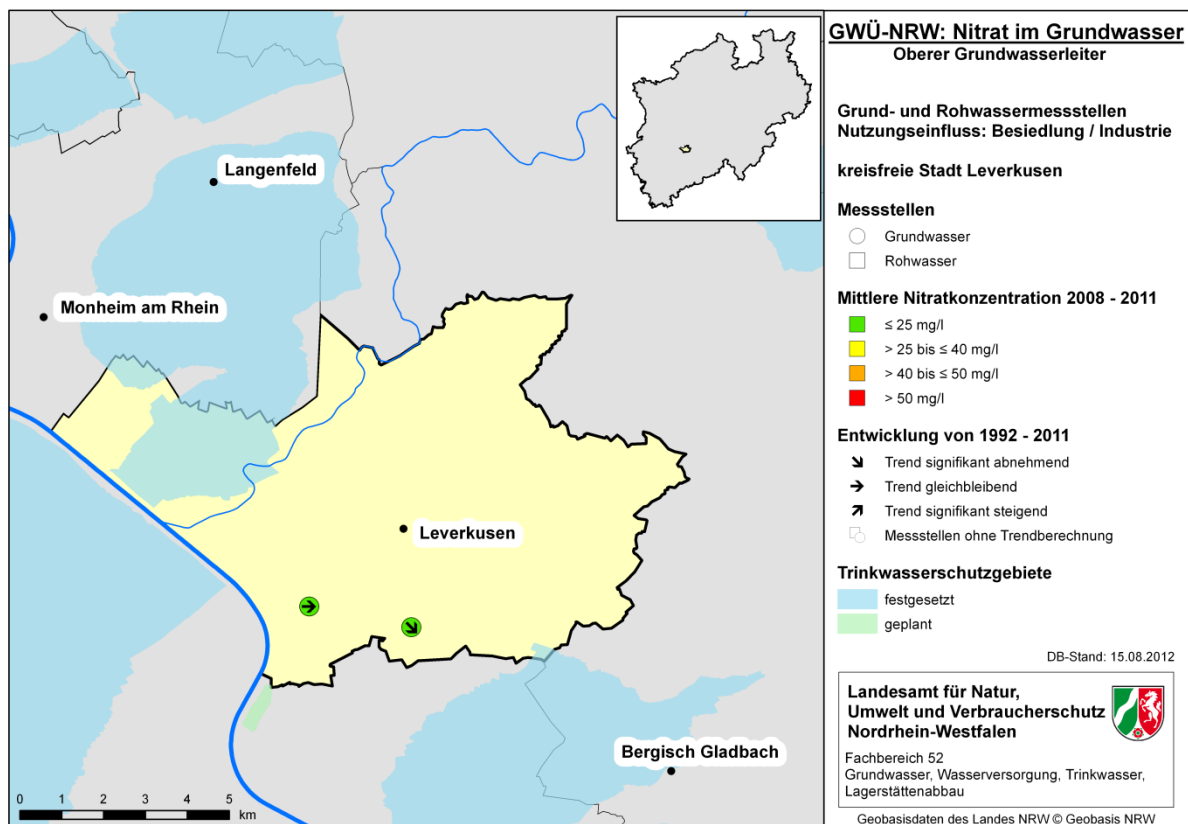 GWÜ-NRW: Nitrat im Grundwasser
Oberer Grundwasserleiter
Grund- und Rohwassermessstellen
Nutzungseinfluss: Besiedlung / Industrie
kreisfreie Stadt Leverkusen
Messstellen
Grundwasser
Rohwasser
Mittlere Nitratkonzentration 2008 - 2011
≤ 25 mg/l
> 25 bis ≤ 40 mg/l
> 40 bis ≤ 50 mg/l
> 50 mg/l
Entwicklung von 1992 - 2011
Trend signifikant abnehmend
Trend gleichbleibend
Trend signifikant steigend
Messstellen ohne Trendberechnung
Trinkwasserschutzgebiete
festgesetzt
geplant
DB-Stand: 15.08.2012
Landesamt für Natur,
Umwelt und Verbraucherschutz
Nordrhein-Westfalen
Fachbereich 52
Grundwasser, Wasserversorgung, Trinkwasser,
Lagerstättenabbau
Geobasisdaten des Landes NRW © Geobasis NRW
Langenfeld
Monheim am Rhein
Leverkusen
Bergisch Gladbach
0 1 2 3 4 5
km